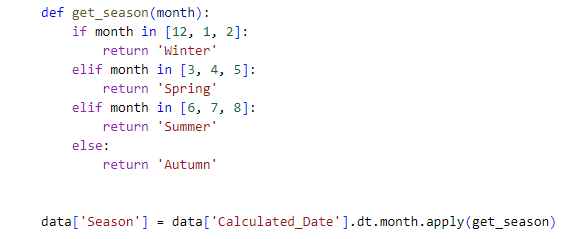 def get_season(month):
    if month in [12, 1, 2]:
        return 'Winter'
    elif month in [3, 4, 5]:
        return 'Spring'
    elif month in [6, 7, 8]:
        return 'Summer'
    else:
        return 'Autumn'
data['Season'] = data['Calculated_Date'].dt.month.apply(get_season)